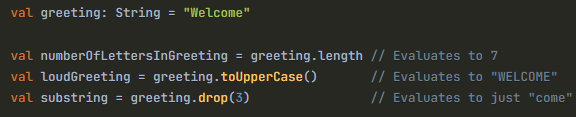 val greeting: String = "Welcome"
val numberOfLettersInGreeting = greeting.length // Evaluates to 7
val loudGreeting = greeting.toUpperCase() // Evaluates to "WELCOME"
val substring = greeting.drop(3) // Evaluates to just "come"